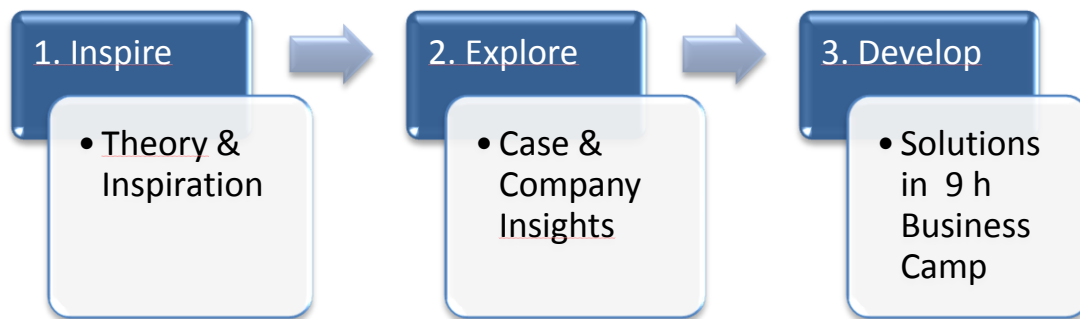 1. Inspire
• Theory &
Inspiration
2. Explore
• Case &
Company
Insights
3. Develop
• Solutions
in 9 h
Business
Camp